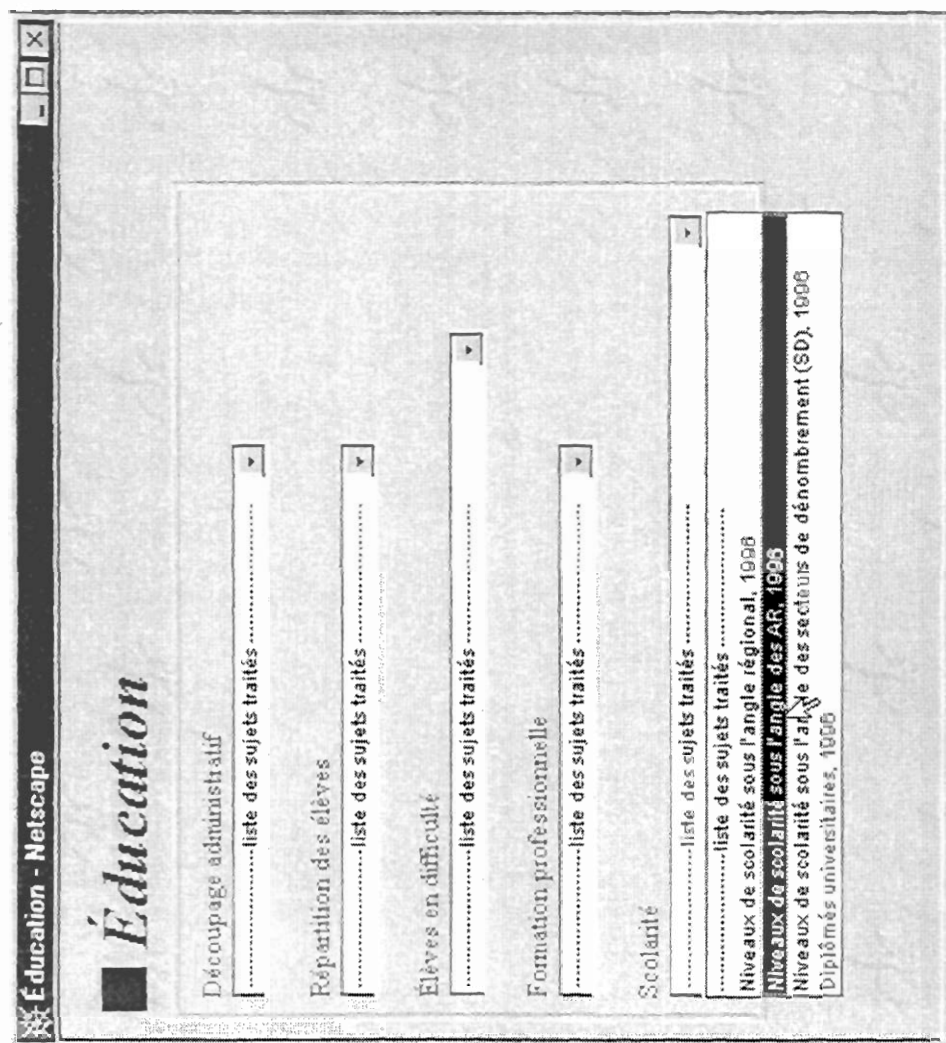 Éducation - Netscape
Éducation
Découpage administratif
--------------------liste des sujets traités--------------------
Répartition des élèves
--------------------liste des sujets traités--------------------
Élèves en difficulté
--------------------liste des sujets traités--------------------
Formation professionnelle
--------------------liste des sujets traités--------------------
Scolarité
--------------------liste des sujets traités--------------------
--------------------liste des sujets traités--------------------
Niveaux de scolarité sous l'angle régional, 1996
Niveaux de scolarité sous l'angle des AR, 1996
Niveaux de scolarité sous l'angle des secteurs de dénombrement (SD), 1996
Diplômés universitaires, 1996